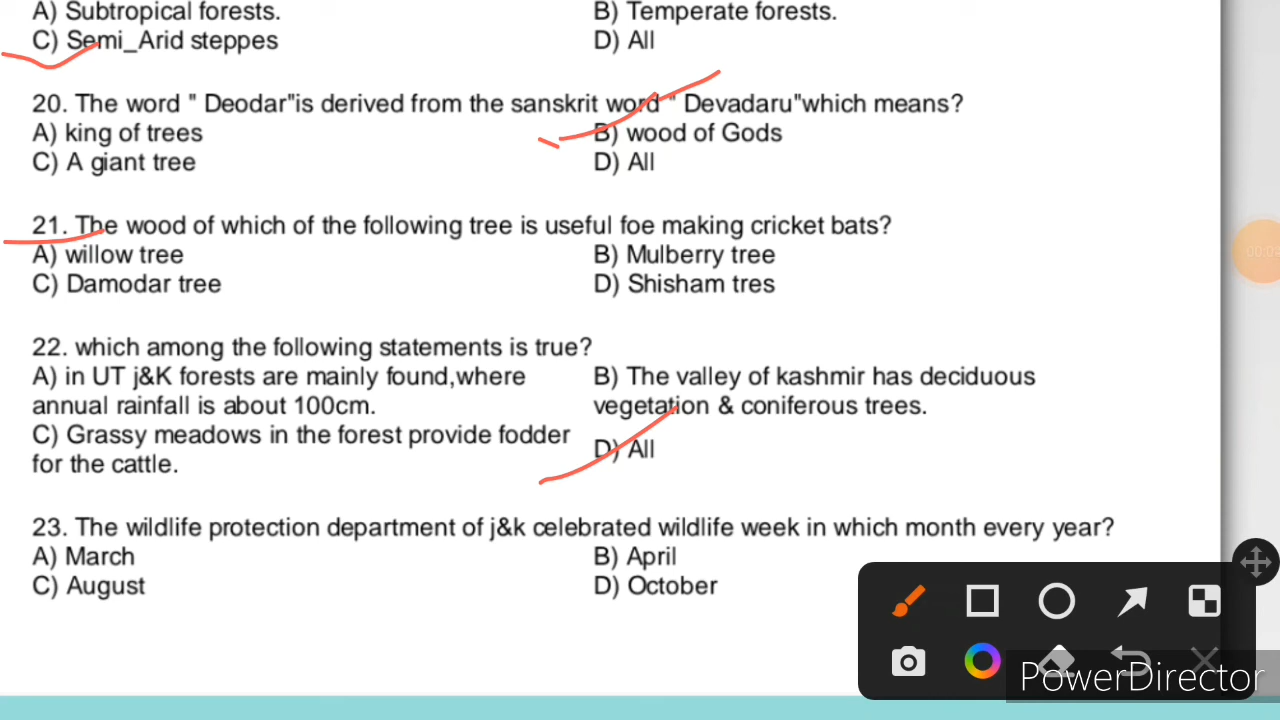 A) Subtropical forests. B) Temperate forests.
C) Semi_Arid steppes D) All
20. The word " Deodar"is derived from the sanskrit word " Devadaru"which means?
A) king of trees B) wood of Gods
C) A giant tree D) All
21. The wood of which of the following tree is useful foe making cricket bats?
A) willow tree B) Mulberry tree
C) Damodar tree D) Shisham tres
22. which among the following statements is true?
A) in UT j&K forests are mainly found,where B) The valley of kashmir has deciduous
annual rainfall is about 100cm. vegetation & coniferous trees.
C) Grassy meadows in the forest provide fodder D) All
for the cattle.
23. The wildlife protection department of j&k celebrated wildlife week in which month every year?
A) March B) April
C) August D) October
PowerDirector